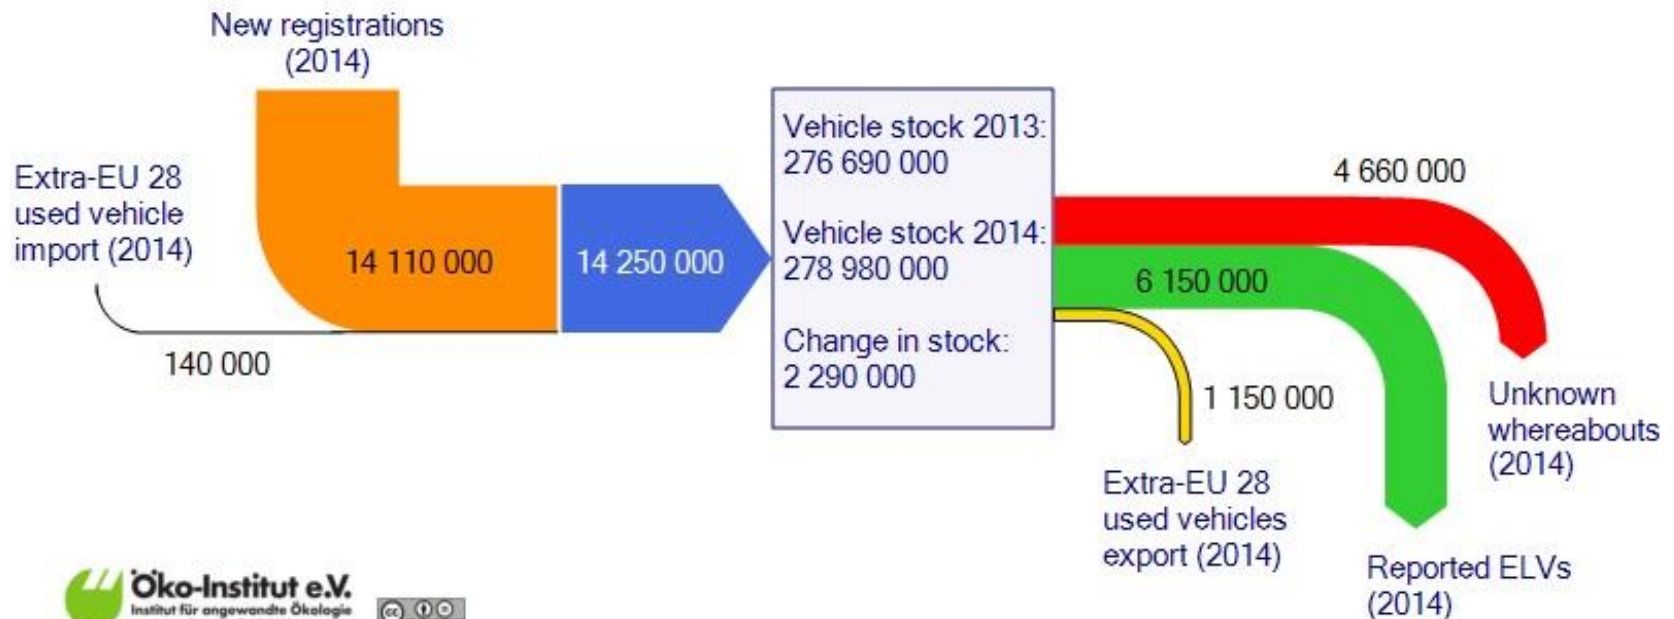 New registrations
(2014)
Extra-EU 28
used vehicle
import (2014)
14 110 000
14 250 000
140 000
Vehicle stock 2013:
276 690 000
Vehicle stock 2014:
278 980 000
Change in stock:
2 290 000
4 660 000
6 150 000
1 150 000
Unknown
whereabouts
(2014)
Extra-EU 28
used vehicles
export (2014)
Reported ELVs
(2014)
Öko-Institut e.V.
Institut für angewandte Ökologie
cc